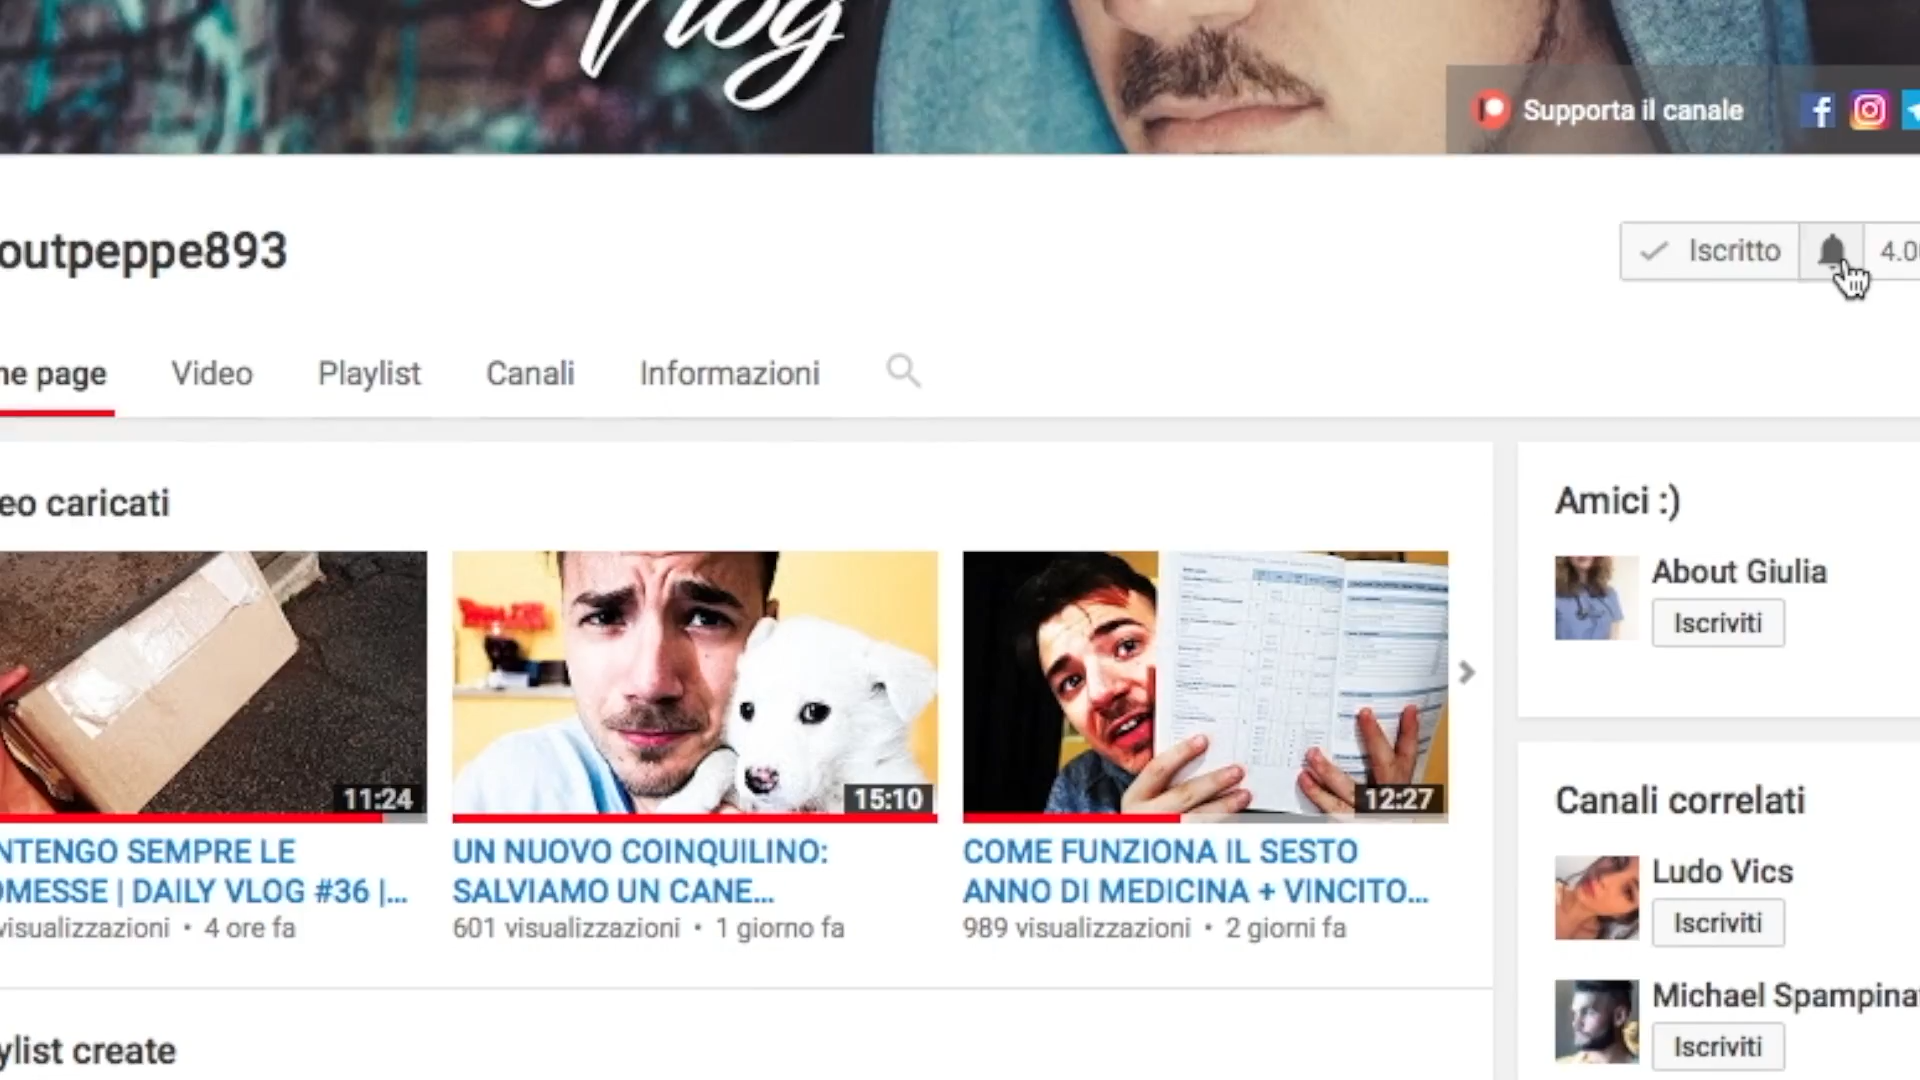 Vlog
Supporta il canale
outpeppe893
Iscritto
4.0
ne page
Video
Playlist
Canali
Informazioni
eo caricati
Amici :)
About Giulia
Iscriviti
11:24
15:10
12:27
NTENGO SEMPRE LE
OMESSE | DAILY VLOG #36 |...
visualizzazioni • 4 ore fa
UN NUOVO COINQUILINO:
SALVIAMO UN CANE...
601 visualizzazioni • 1 giorno fa
COME FUNZIONA IL SESTO
ANNO DI MEDICINA + VINCITO...
989 visualizzazioni • 2 giorni fa
Canali correlati
Ludo Vics
Iscriviti
Michael Spampina
Iscriviti
ylist create